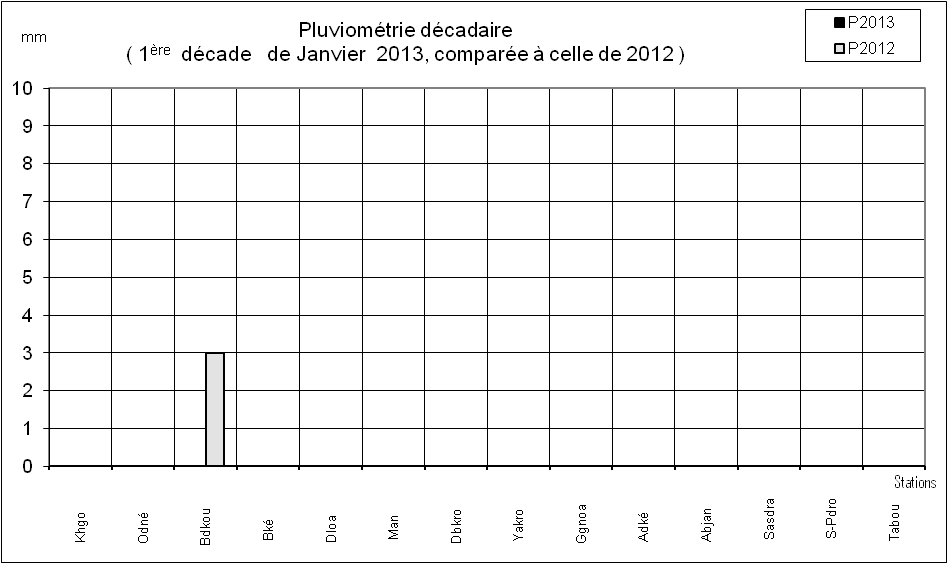 Pluviométrie décadaire
( 1ère décade de Janvier 2013, comparée à celle de 2012 )
mm
P2013
P2012
10
9
8
7
6
5
4
3
2
1
0
Stations
Khgo
Odné
Bdkou
Bké
Dloa
Man
Dbkro
Yakro
Ggnoa
Adké
Abjan
Sasdra
S-Pdro
Tabou